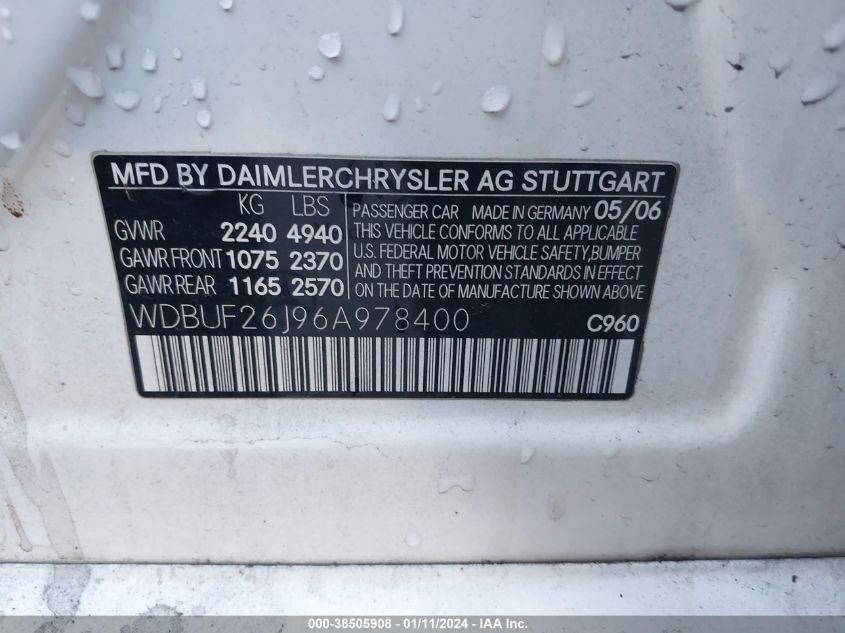 MFD BY DAIMLERCHRYSLER AG STUTTGART
KG LBS
GVWR 2240 4940
GAWR FRONT 1075 2370
GAWR REAR 1165 2570
PASSENGER CAR MADE IN GERMANY 05/06
THIS VEHICLE CONFORMS TO ALL APPLICABLE
U.S. FEDERAL MOTOR VEHICLE SAFETY,BUMPER
AND THEFT PREVENTION STANDARDS IN EFFECT
ON THE DATE OF MANUFACTURE SHOWN ABOVE
WDBUF26J96A978400 C960
000-38505908 - 01/11/2024 - IAA Inc.